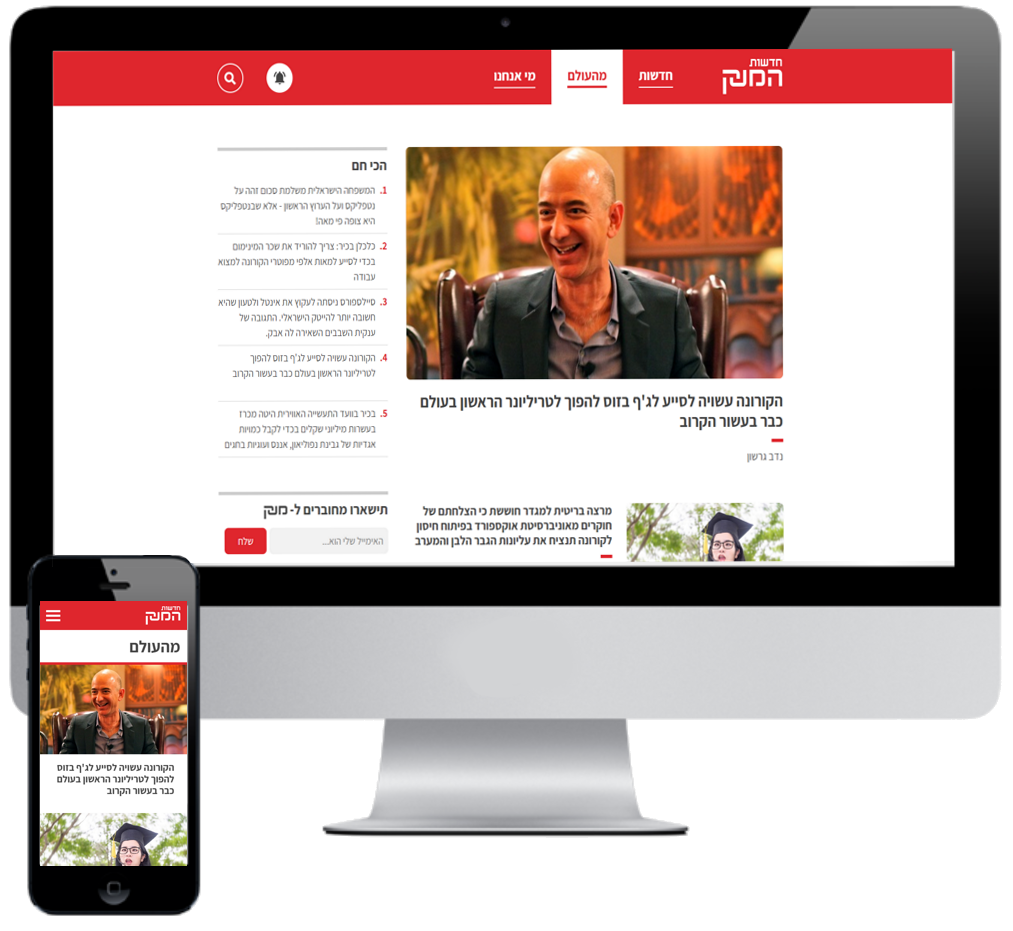 חדשות
המנק
חדשות
מהעולם
מי אנחנו
הקורונה עשויה לסייע לג'ף בזוס להפוך לטריליונר הראשון בעולם
כבר בעשור הקרוב
נדב גרשון
מרצה בריטית למגדר חוששת כי הצלחתם של
חוקרים מאוניברסיטת אוקספורד בפיתוח חיסון
לקורונה תנציח את עליונות הגבר הלבן והמערב
הכי חם
1. המשפחה הישראלית משלמת סכום זהה על
נטפליקס ועל הערוץ הראשון - אלא שבנטפליקס
היא צופה פי מאה!
2. כלכלן בכיר: צריך להוריד את שכר המינימום
בכדי לסייע למאות אלפי מפוטרי הקורונה למצוא
עבודה
3. סיילספורס ניסתה לעקוץ את אינטל ולטעון שהיא
חשובה יותר להייטק הישראלי. התגובה של
ענקית השבבים השאירה לה אבק.
4. הקורונה עשויה לסייע לג'ף בזוס להפוך
לטריליונר הראשון בעולם כבר בעשור הקרוב
5. בכיר בוועד התעשייה האווירית היטה מכרז
בעשרות מיליוני שקלים בכדי לקבל כמויות
אגדיות של גבינת נפוליאון, אננס ועוגיות בחגים
תישארו מחוברים ל- מנק
האימייל שלי הוא...
שלח
חדשות
המנק
מהעולם
הקורונה עשויה לסייע לג'ף בזוס
להפוך לטריליונר הראשון בעולם
כבר בעשור הקרוב